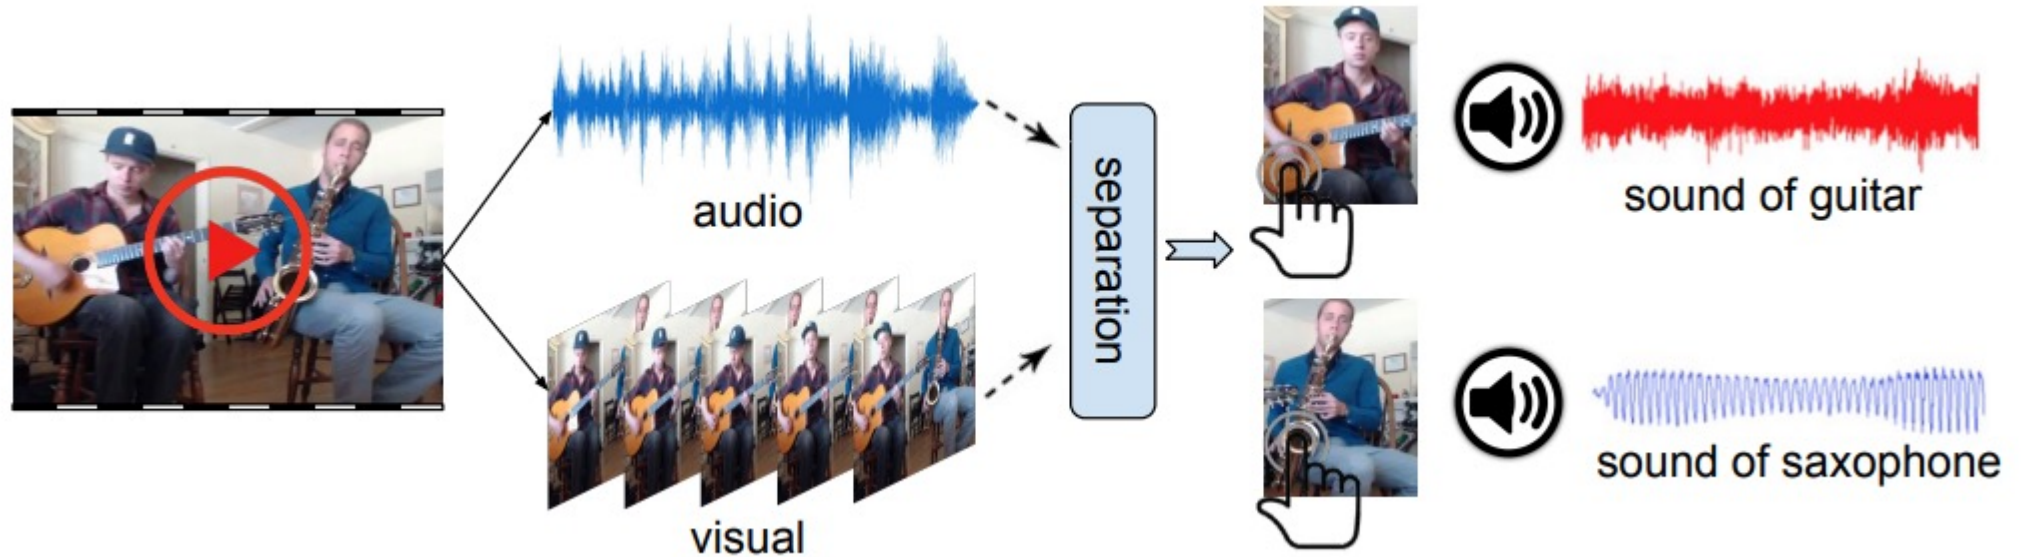 audio
visual
separation
sound of guitar
sound of saxophone